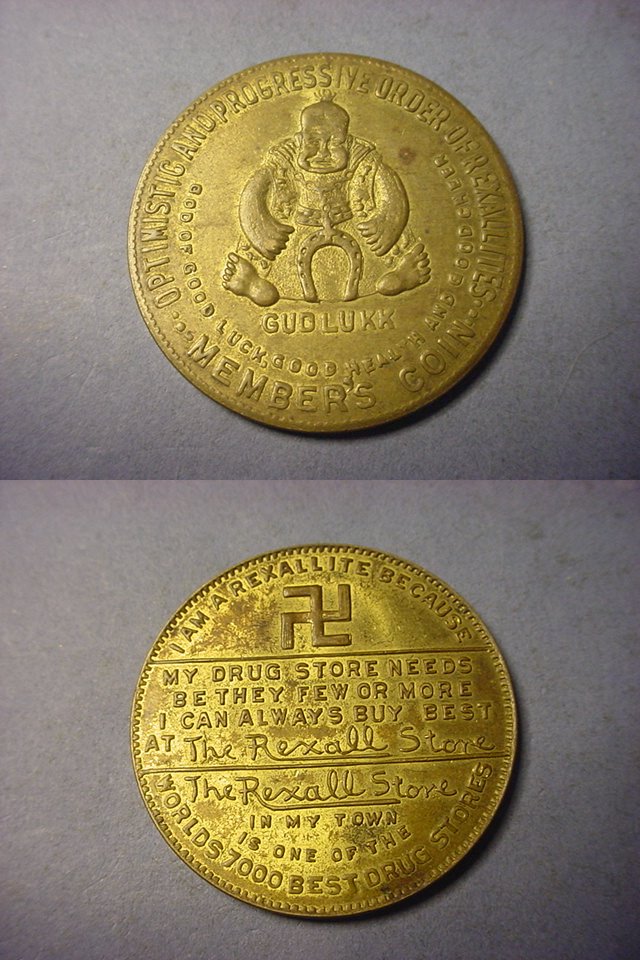 OPTIMISTIC AND PROGRESSIVE ORDER OF REXALLITES
GOD OF GOOD LUCK, GOOD HEALTH AND GOOD CHEER
GUDLUKK
MEMBER'S COIN
I AM A REXALLITE BECAUSE
MY DRUG STORE NEEDS
BE THEY FEW OR MORE
I CAN ALWAYS BUY BEST
AT The Rexall Store
The Rexall Store
IN MY TOWN
IS ONE OF THE
WORLDS 7000 BEST DRUG STORES